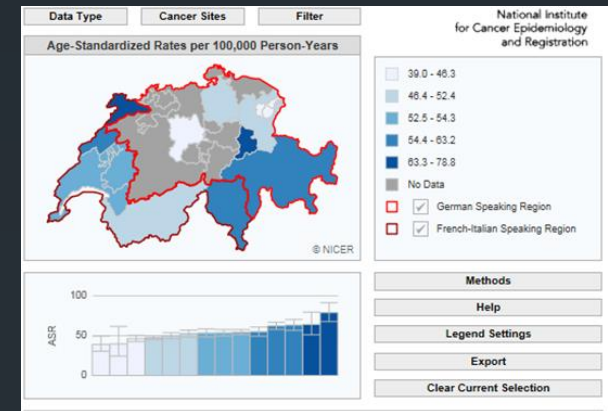 Data Type
Cancer Sites
Filter
National Institute
for Cancer Epidemiology
and Registration
Age-Standardized Rates per 100,000 Person-Years
39.0 - 46.3
46.4 - 52.4
52.5 - 54.3
54.4 - 63.2
63.3 - 78.8
No Data
German Speaking Region
French-Italian Speaking Region
© NICER
100
50
0
ASR
Methods
Help
Legend Settings
Export
Clear Current Selection